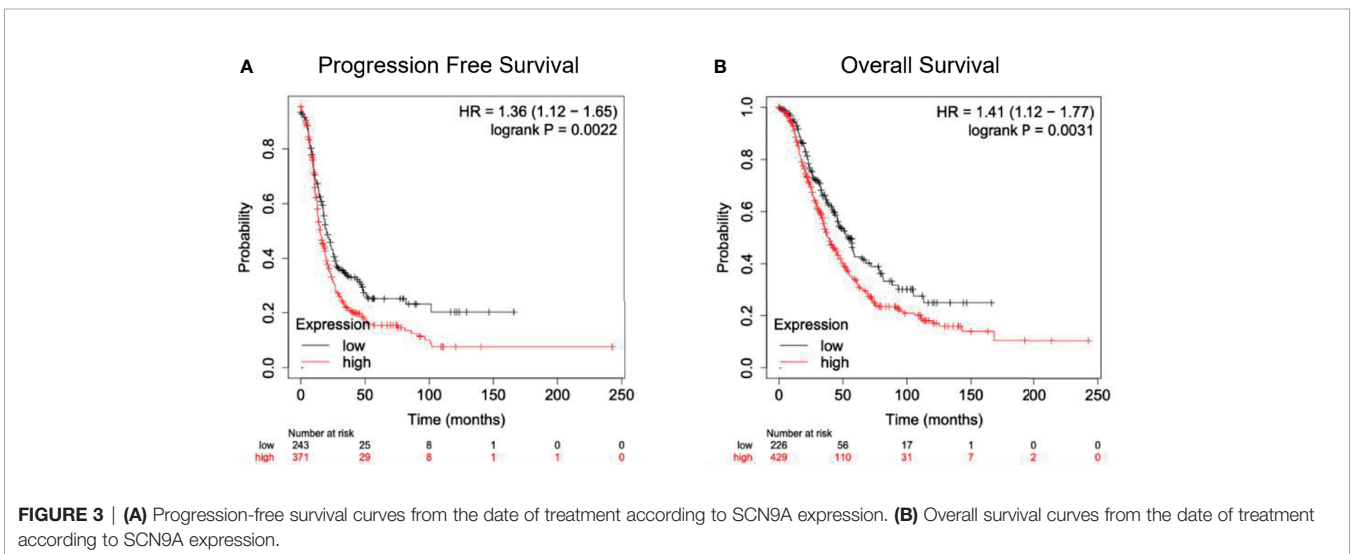 A Progression Free Survival
HR = 1.36 (1.12 − 1.65)
logrank P = 0.0022
Probability
0.8
0.6
0.4
0.2
0.0
Expression
low
high
0 50 100 150 200 250
Time (months)
Number at risk
low 243 25 8 1 0 0
high 371 29 8 1 1 0
B Overall Survival
HR = 1.41 (1.12 − 1.77)
logrank P = 0.0031
Probability
1.0
0.8
0.6
0.4
0.2
0.0
Expression
low
high
0 50 100 150 200 250
Time (months)
Number at risk
low 226 56 17 1 0 0
high 429 110 31 7 2 0
FIGURE 3 | (A) Progression-free survival curves from the date of treatment according to SCN9A expression. (B) Overall survival curves from the date of treatment
according to SCN9A expression.